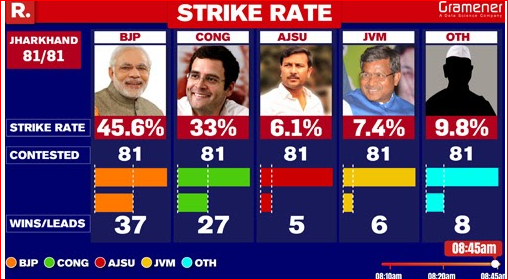 R.
STRIKE RATE
Gramener
A Data Science Company
JHARKHAND
81/81
BJP CONG AJSU JVM OTH
STRIKE RATE 45.6% 33% 6.1% 7.4% 9.8%
CONTESTED 81 81 81 81 81
WINS/LEADS 37 27 5 6 8
08:45am
BJP CONG AJSU JVM OTH
08:10am 08:20am 08:45am